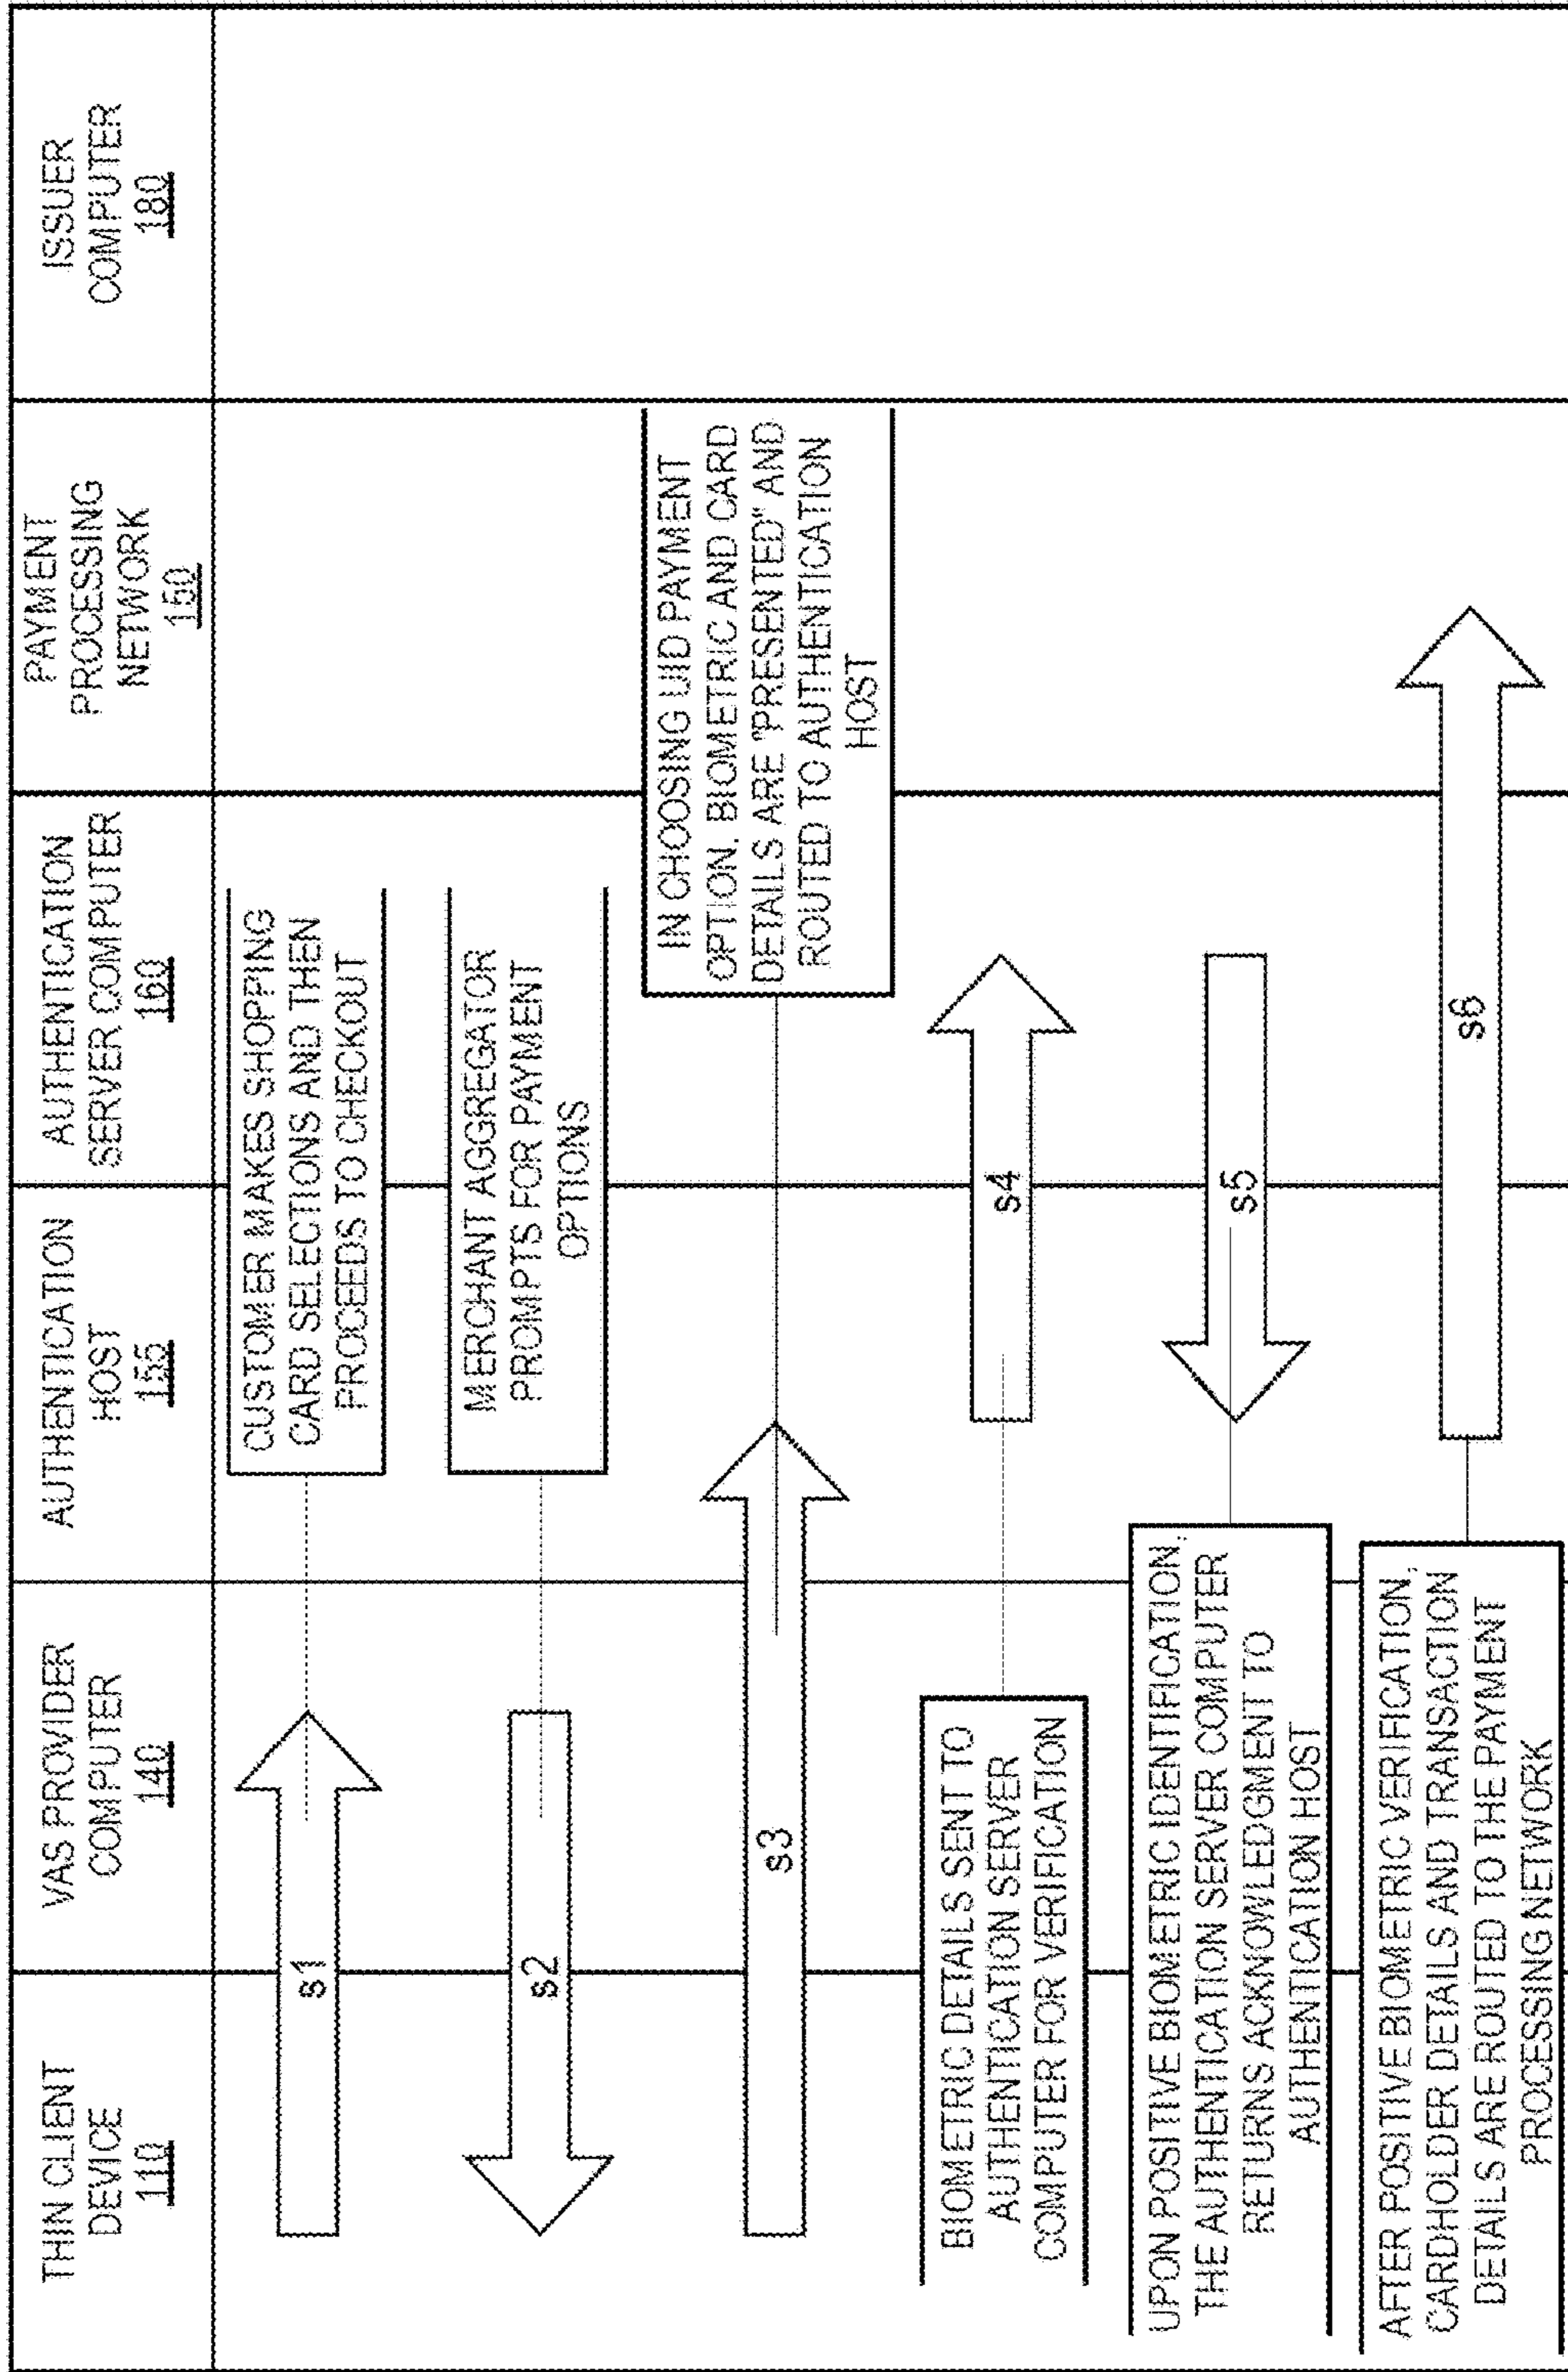 THIN CLIENT
DEVICE
110
VAS PROVIDER
COMPUTER
140
AUTHENTICATION
HOST
155
AUTHENTICATION
SERVER COMPUTER
160
PAYMENT
PROCESSING
NETWORK
150
ISSUER
COMPUTER
180
s1
CUSTOMER MAKES SHOPPING
CARD SELECTIONS AND THEN
PROCEEDS TO CHECKOUT
s2
MERCHANT AGGREGATOR
PROMPTS FOR PAYMENT
OPTIONS
s3
IN CHOOSING UID PAYMENT
OPTION, BIOMETRIC AND CARD
DETAILS ARE "PRESENTED" AND
ROUTED TO AUTHENTICATION
HOST
BIOMETRIC DETAILS SENT TO
AUTHENTICATION SERVER
COMPUTER FOR VERIFICATION
s4
UPON POSITIVE BIOMETRIC IDENTIFICATION,
THE AUTHENTICATION SERVER COMPUTER
RETURNS ACKNOWLEDGMENT TO
AUTHENTICATION HOST
s5
AFTER POSITIVE BIOMETRIC VERIFICATION,
CARDHOLDER DETAILS AND TRANSACTION
DETAILS ARE ROUTED TO THE PAYMENT
PROCESSING NETWORK
s6